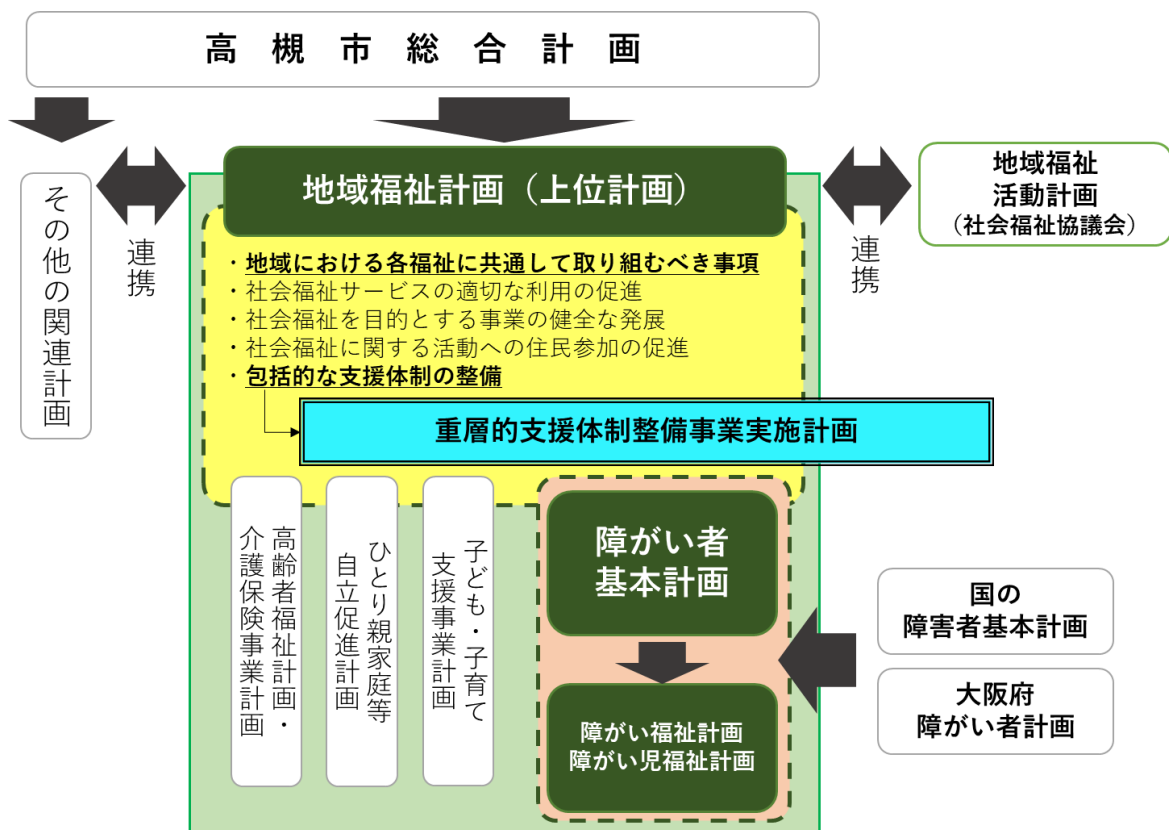 高槻市総合計画
その他の関連計画
連携
地域福祉計画（上位計画）
連携
地域福祉
活動計画
（社会福祉協議会）
・地域における各福祉に共通して取り組むべき事項
・社会福祉サービスの適切な利用の促進
・社会福祉を目的とする事業の健全な発展
・社会福祉に関する活動への住民参加の促進
・包括的な支援体制の整備
重層的支援体制整備事業実施計画
高齢者福祉計画・
介護保険事業計画
ひとり親家庭等
自立促進計画
子ども・子育て
支援事業計画
障がい者
基本計画
障がい福祉計画
障がい児福祉計画
国の
障害者基本計画
大阪府
障がい者計画